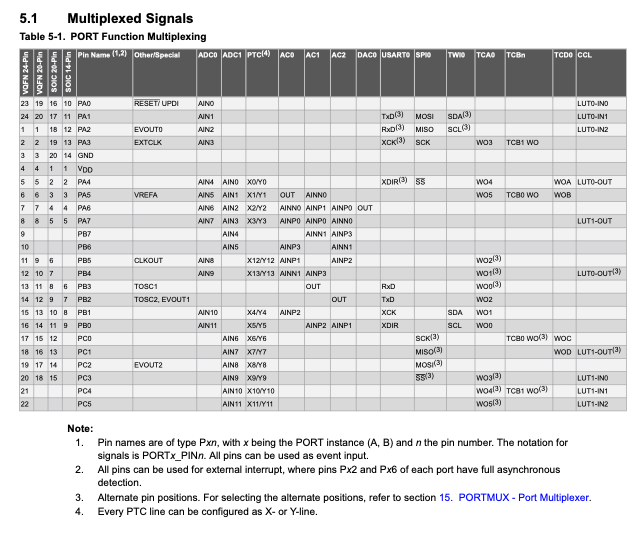 5.1 Multiplexed Signals
Table 5-1. PORT Function Multiplexing
VQFN 24-Pin VQFN 20-Pin SOIC 20-Pin SOIC 14-Pin Pin Name (1,2) Other/Special ADC0 ADC1 PTC(4) AC0 AC1 AC2 DAC0 USART0 SPI0 TWI0 TCA0 TCBn TCD0 CCL
23 19 16 10 PA0 RESET/ UPDI AIN0 LUT0-IN0
24 20 17 11 PA1 AIN1 TxD(3) MOSI SDA(3) LUT0-IN1
1 1 18 12 PA2 EVOUT0 AIN2 RxD(3) MISO SCL(3) LUT0-IN2
2 2 19 13 PA3 EXTCLK AIN3 XCK(3) SCK WO3 TCB1 WO
3 3 20 14 GND
4 4 1 1 VDD
5 5 2 2 PA4 AIN4 AIN0 X0/Y0 XDIR(3) SS WO4 WOA LUT0-OUT
6 6 3 3 PA5 VREFA AIN5 AIN1 X1/Y1 OUT AINN0 WO5 TCB0 WO WOB
7 7 4 4 PA6 AIN6 AIN2 X2/Y2 AINN0 AINP1 AINP0 OUT
8 8 5 5 PA7 AIN7 AIN3 X3/Y3 AINP0 AINP0 AINN0 LUT1-OUT
9 PB7 AIN4 AINN1 AINP3
10 PB6 AIN5 AINP3 AINN1
11 9 6 PB5 CLKOUT AIN8 X12/Y12 AINP1 AINP2 WO2(3)
12 10 7 PB4 AIN9 X13/Y13 AINN1 AINP3 WO1(3) LUT0-OUT(3)
13 11 8 6 PB3 TOSC1 OUT RxD WO0(3)
14 12 9 7 PB2 TOSC2, EVOUT1 OUT TxD WO2
15 13 10 8 PB1 AIN10 X4/Y4 AINP2 XCK SDA WO1
16 14 11 9 PB0 AIN11 X5/Y5 AINP2 AINP1 XDIR SCL WO0
17 15 12 PC0 AIN6 X6/Y6 SCK(3) TCB0 WO(3) WOC
18 16 13 PC1 AIN7 X7/Y7 MISO(3) WOD LUT1-OUT(3)
19 17 14 PC2 EVOUT2 AIN8 X8/Y8 MOSI(3)
20 18 15 PC3 AIN9 X9/Y9 SS(3) WO3(3) LUT1-IN0
21 PC4 AIN10 X10/Y10 WO4(3) TCB1 WO(3) LUT1-IN1
22 PC5 AIN11 X11/Y11 WO5(3) LUT1-IN2
Note:
1. Pin names are of type Pxn, with x being the PORT instance (A, B) and n the pin number. The notation for
signals is PORTx_PINn. All pins can be used as event input.
2. All pins can be used for external interrupt, where pins Px2 and Px6 of each port have full asynchronous
detection.
3. Alternate pin positions. For selecting the alternate positions, refer to section 15. PORTMUX - Port Multiplexer.
4. Every PTC line can be configured as X- or Y-line.